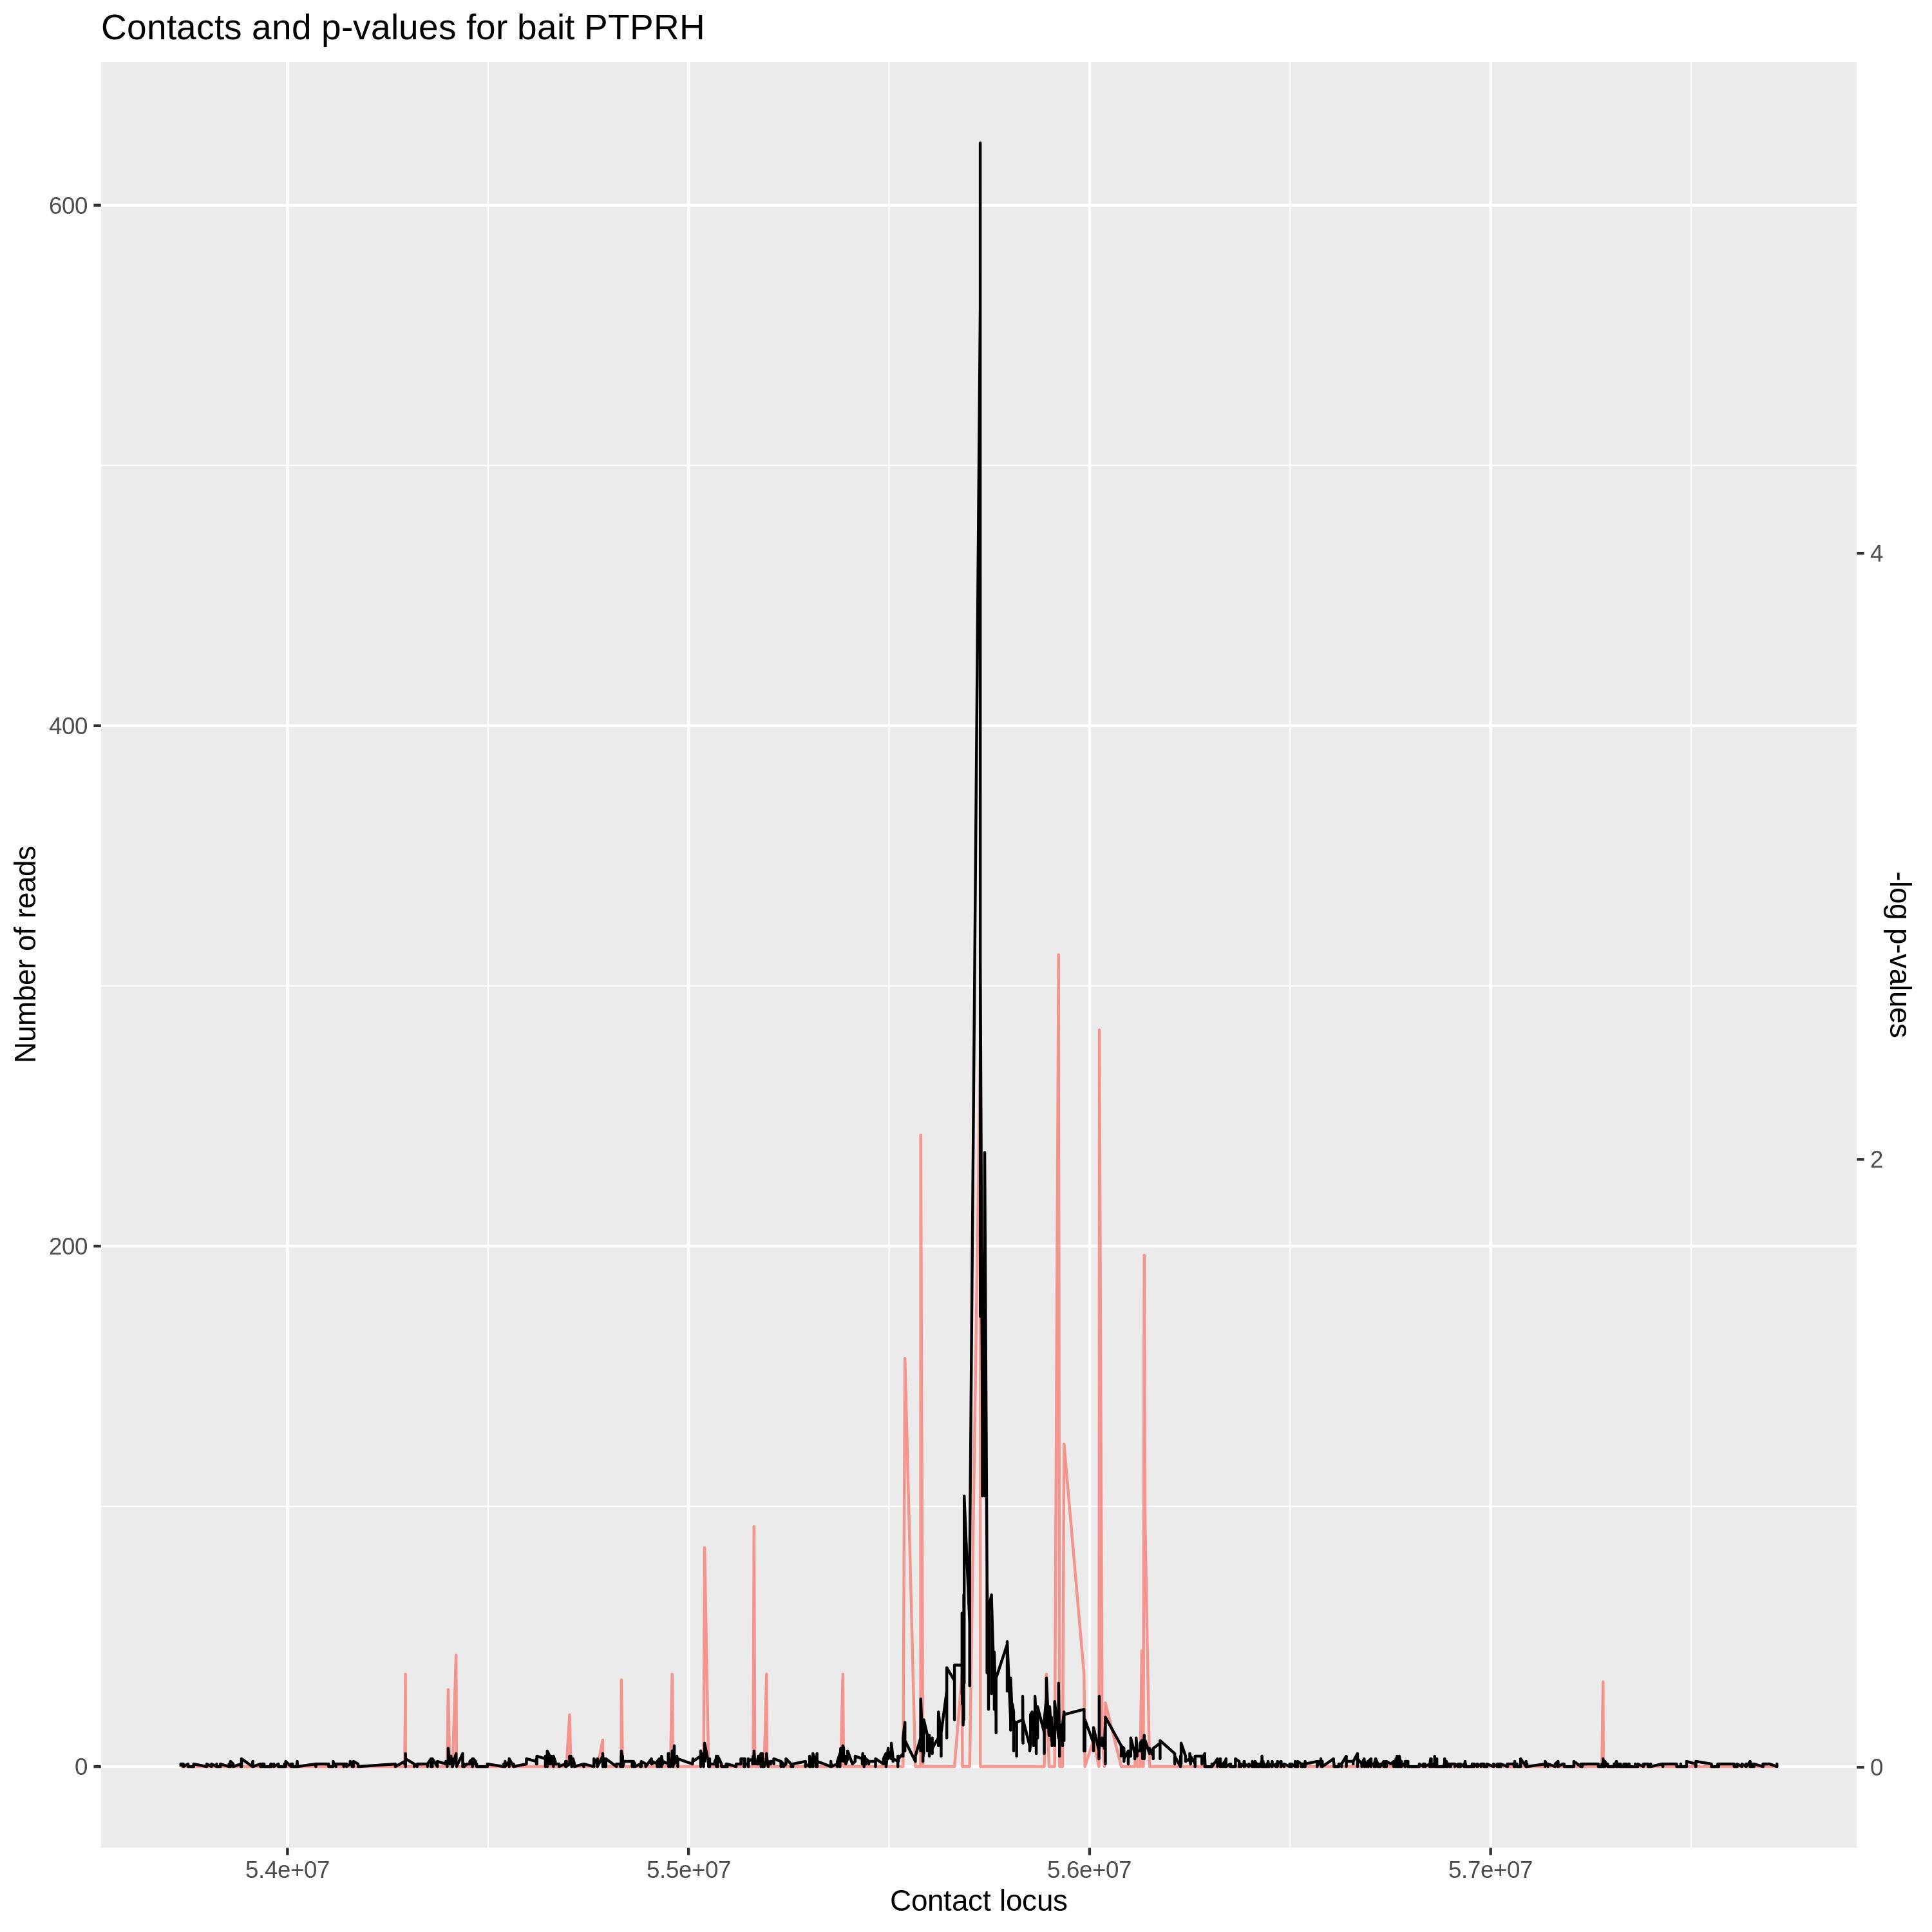 Contacts and p-values for bait PTPRH
600
400
200
0
Number of reads
4
2
0
-log p-values
5.4e+07
5.5e+07
5.6e+07
5.7e+07
Contact locus